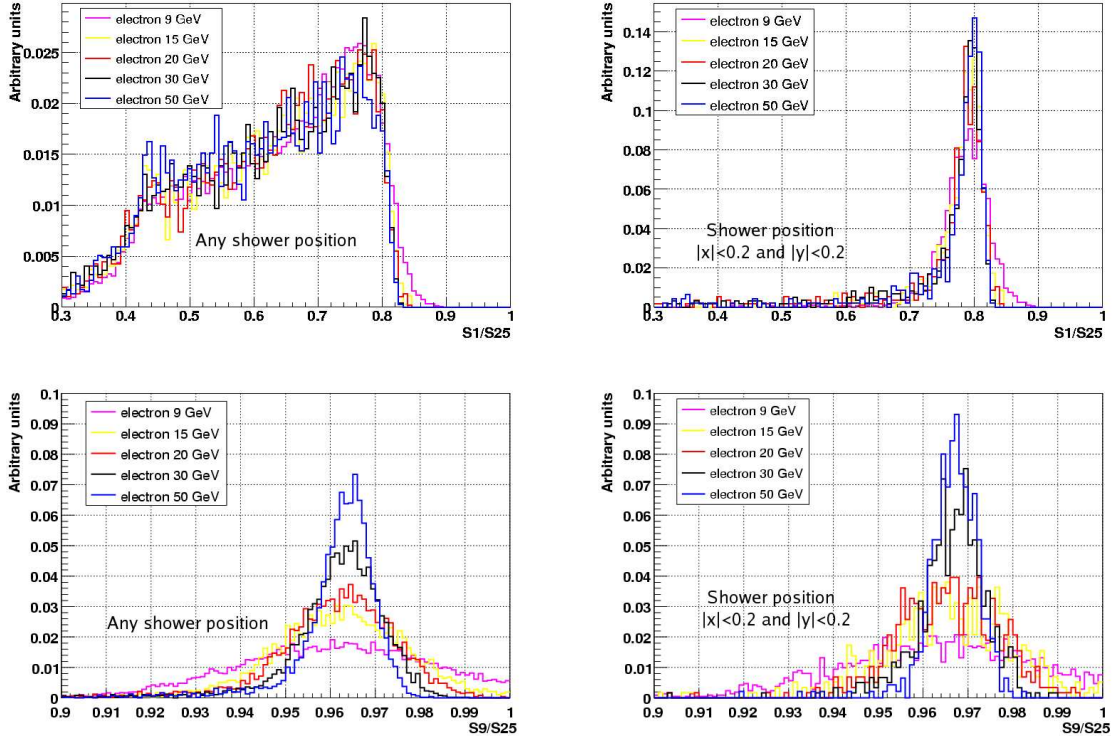 Arbitrary units
electron 9 GeV
electron 15 GeV
electron 20 GeV
electron 30 GeV
electron 50 GeV
0.025
0.02
0.015
0.01
0.005
0
Any shower position
0.3 0.4 0.5 0.6 0.7 0.8 0.9 1
S1/S25
Arbitrary units
electron 9 GeV
electron 15 GeV
electron 20 GeV
electron 30 GeV
electron 50 GeV
0.14
0.12
0.1
0.08
0.06
0.04
0.02
Shower position
|x|<0.2 and |y|<0.2
0.3 0.4 0.5 0.6 0.7 0.8 0.9 1
S1/S25
Arbitrary units
electron 9 GeV
electron 15 GeV
electron 20 GeV
electron 30 GeV
electron 50 GeV
0.1
0.09
0.08
0.07
0.06
0.05
0.04
0.03
0.02
0.01
0
Any shower position
0.9 0.91 0.92 0.93 0.94 0.95 0.96 0.97 0.98 0.99 1
S9/S25
Arbitrary units
electron 9 GeV
electron 15 GeV
electron 20 GeV
electron 30 GeV
electron 50 GeV
0.1
0.09
0.08
0.07
0.06
0.05
0.04
0.03
0.02
0.01
0
Shower position
|x|<0.2 and |y|<0.2
0.9 0.91 0.92 0.93 0.94 0.95 0.96 0.97 0.98 0.99 1
S9/S25